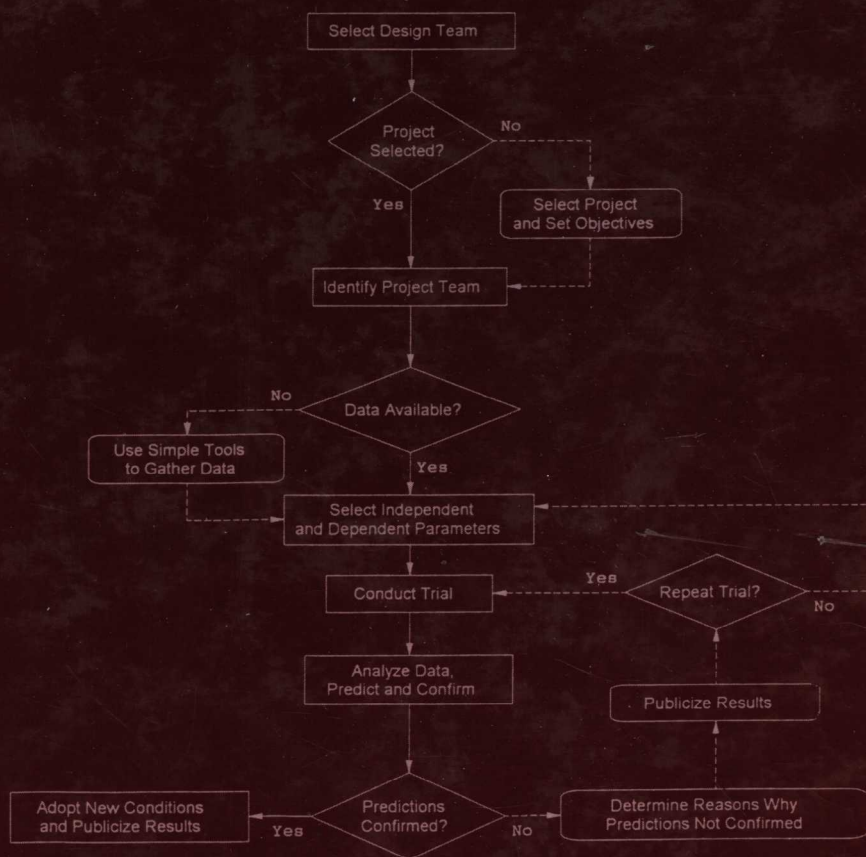 Select Design Team
Project
Selected?
No
Yes
Select Project
and Set Objectives
Identify Project Team
Data Available?
No
Use Simple Tools
to Gather Data
Yes
Select Independent
and Dependent Parameters
Conduct Trial
Yes
Repeat Trial?
No
Analyze Data,
Predict and Confirm
Publicize Results
Predictions
Confirmed?
Yes
Adopt New Conditions
and Publicize Results
No
Determine Reasons Why
Predictions Not Confirmed